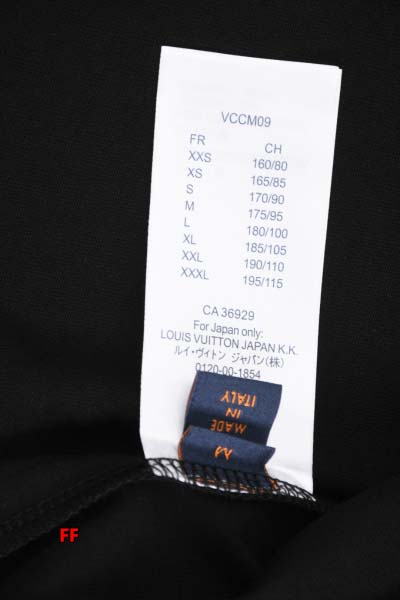 VCCM09
FR CH
XXS 160/80
XS 165/85
S 170/90
M 175/95
L 180/100
XL 185/105
XXL 190/110
XXXL 195/115
CA 36929
For Japan only:
LOUIS VUITTON JAPAN K.K.
ルイ・ヴィトン ジャパン(株)
0120-00-1854
MADE
IN
ITALY
M
FF